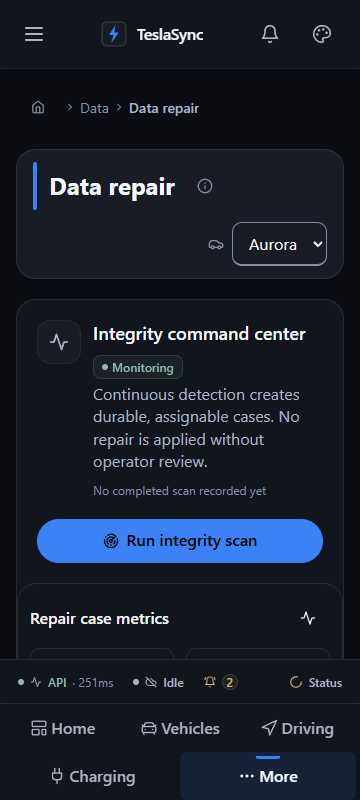 TeslaSync
Data
Data repair
Data repair
Aurora
Integrity command center
Monitoring
Continuous detection creates
durable, assignable cases. No
repair is applied without
operator review.
No completed scan recorded yet
Run integrity scan
Repair case metrics
API · 251ms
Idle
2
Status
Home
Vehicles
Driving
Charging
More